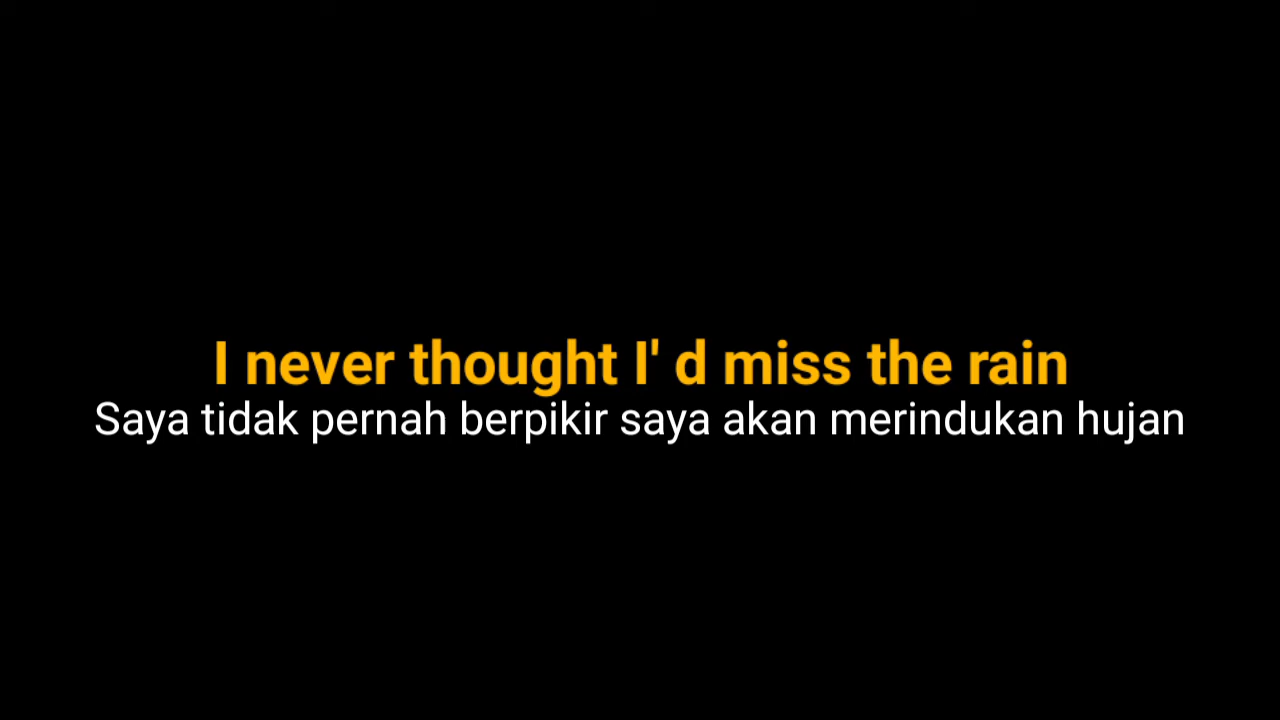 I never thought I' d miss the rain
Saya tidak pernah berpikir saya akan merindukan hujan